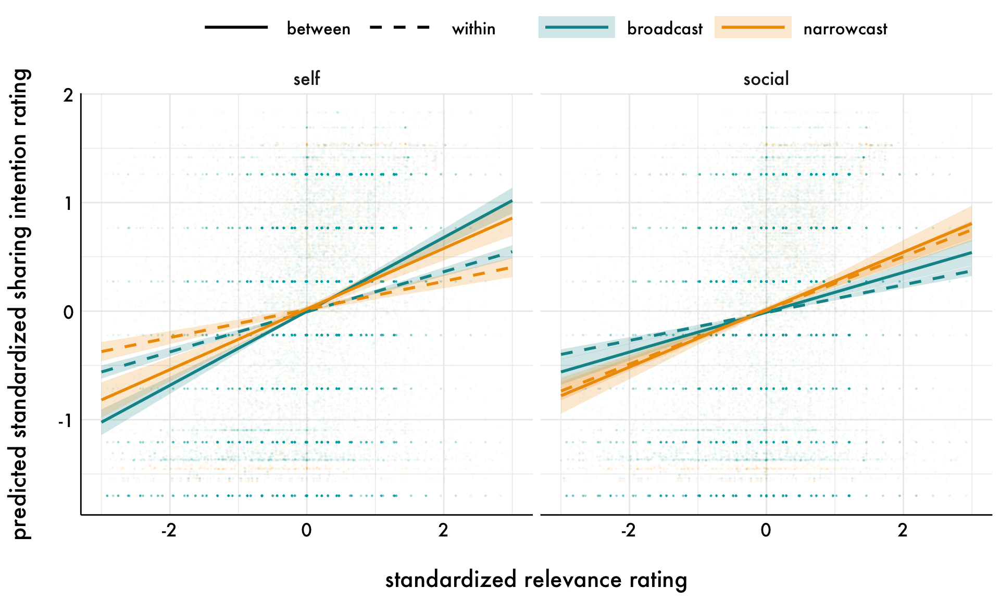 between within broadcast narrowcast
self social
predicted standardized sharing intention rating
2
1
0
-1
-2 0 2 -2 0 2
standardized relevance rating